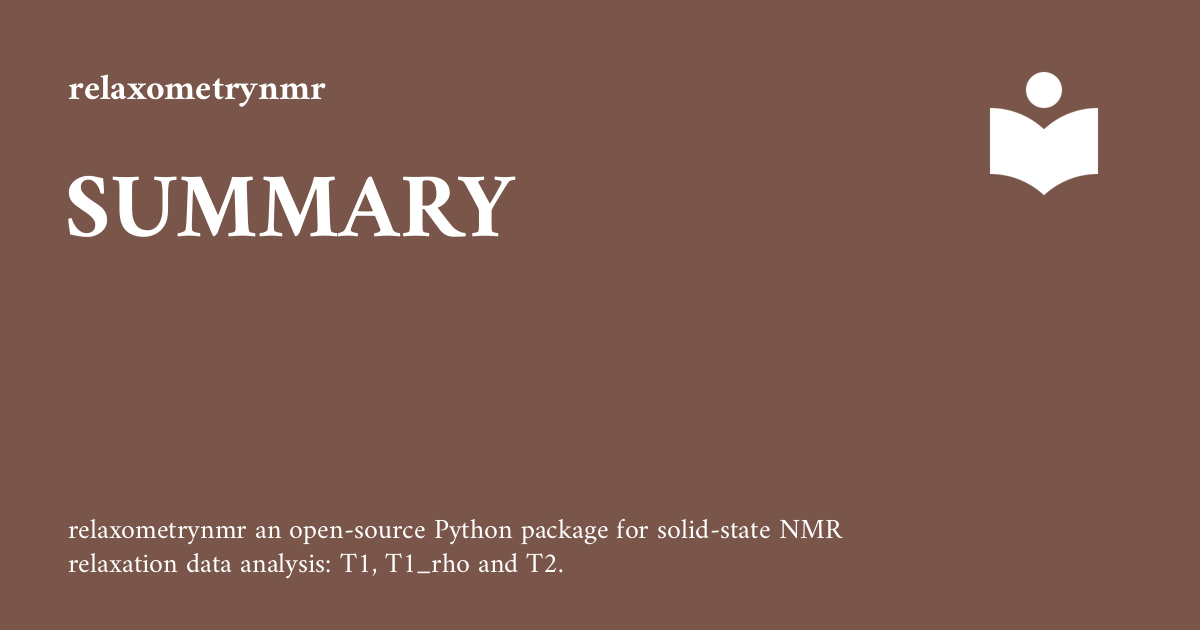 relaxometrynmr
SUMMARY
relaxometrynmr an open-source Python package for solid-state NMR
relaxation data analysis: T1, T1_rho and T2.